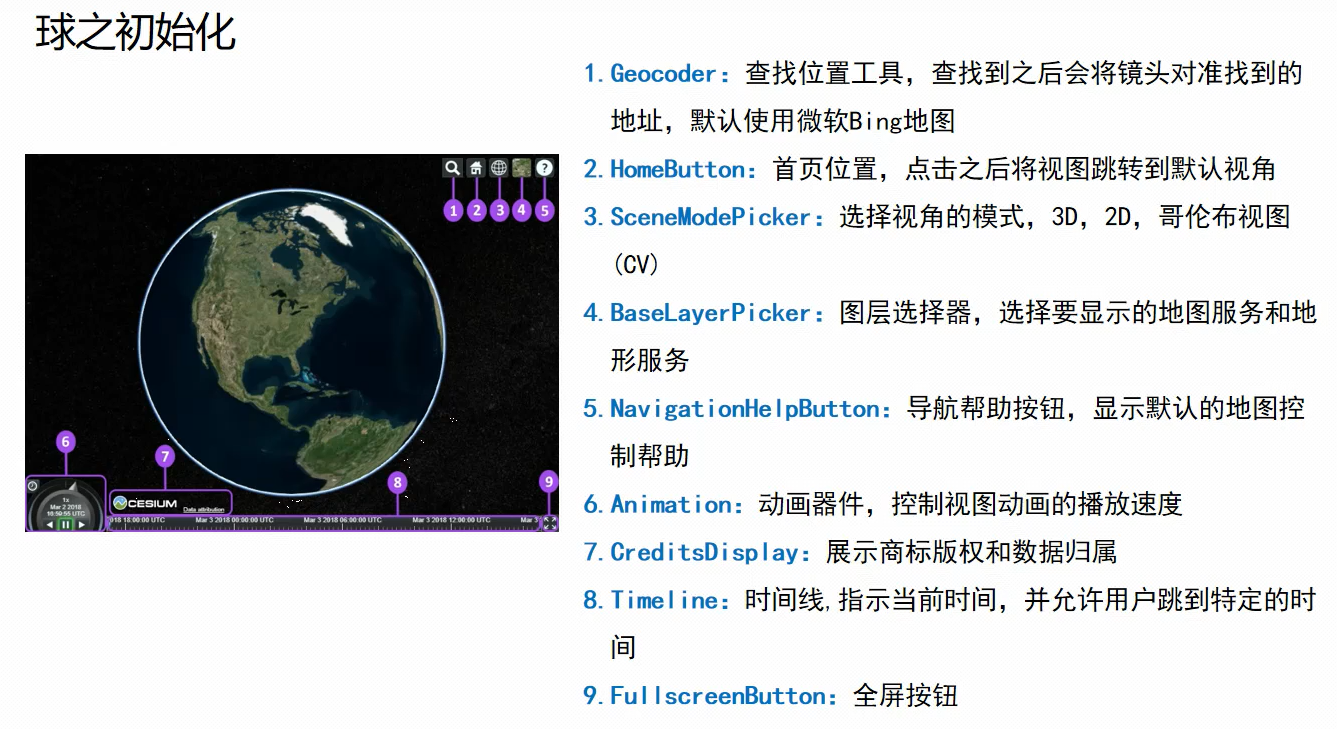 球之初始化
1. Geocoder：查找位置工具，查找到之后会将镜头对准找到的
地址，默认使用微软Bing地图
2. HomeButton：首页位置，点击之后将视图跳转到默认视角
3. SceneModePicker：选择视角的模式，3D，2D，哥伦布视图
(CV)
4. BaseLayerPicker：图层选择器，选择要显示的地图服务和地
形服务
5. NavigationHelpButton：导航帮助按钮，显示默认的地图控
制帮助
6. Animation：动画器件，控制视图动画的播放速度
7. CreditsDisplay：展示商标版权和数据归属
8. Timeline：时间线,指示当前时间，并允许用户跳到特定的时
间
9. FullscreenButton：全屏按钮
?
1 2 3 4 5
6
7
8
9
1x
Mar 2 2018
CESIUM
Data attribution
018 18:00:00 UTC Mar 3 2018 00:00:00 UTC Mar 3 2018 06:00:00 UTC Mar 3 2018 12:00:00 UTC Mar 3